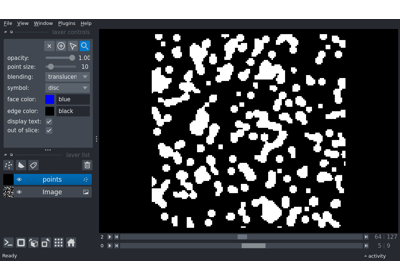 File View Window Plugins Help
layer controls
opacity: 1.00
point size: 10
blending: translucen
symbol: disc
face color: blue
edge color: black
display text:
out of slice:
layer list
points
Image
2 64 127
0 5 9
Ready activity